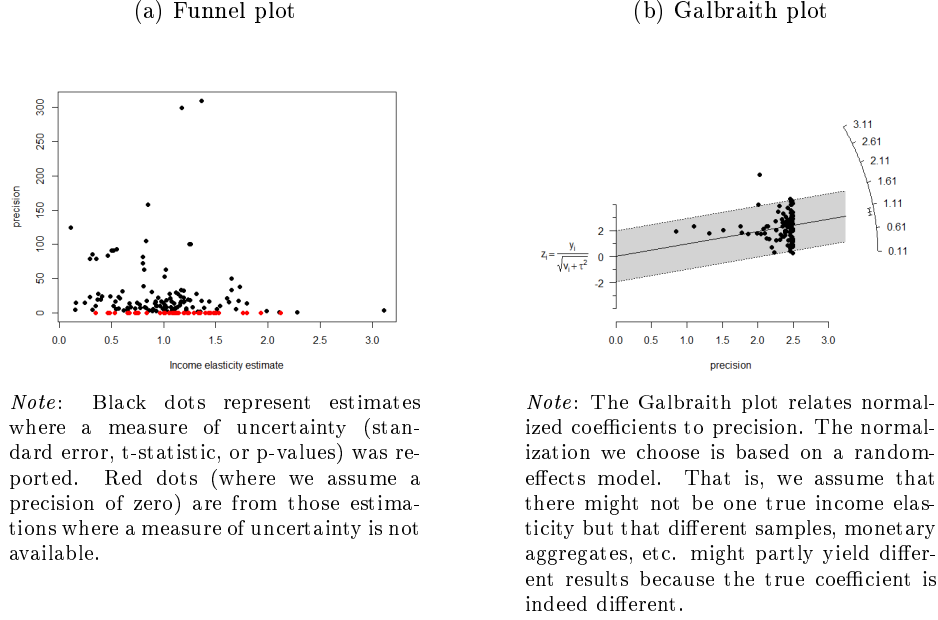 (a) Funnel plot
300
250
200
150
100
50
0
precision
0.0 0.5 1.0 1.5 2.0 2.5 3.0
Income elasticity estimate
Note: Black dots represent estimates
where a measure of uncertainty (stan-
dard error, t-statistic, or p-values) was re-
ported. Red dots (where we assume a
precision of zero) are from those estima-
tions where a measure of uncertainty is not
available.
(b) Galbraith plot
3.11
2.61
2.11
1.61
1.11
0.61
0.11
2
0
-2
zᵢ= yᵢ / √vᵢ+τ²
0.0 0.5 1.0 1.5 2.0 2.5 3.0
precision
Note: The Galbraith plot relates normal-
ized coefficients to precision. The normal-
ization we choose is based on a random-
effects model. That is, we assume that
there might not be one true income elas-
ticity but that different samples, monetary
aggregates, etc. might partly yield differ-
ent results because the true coefficient is
indeed different.